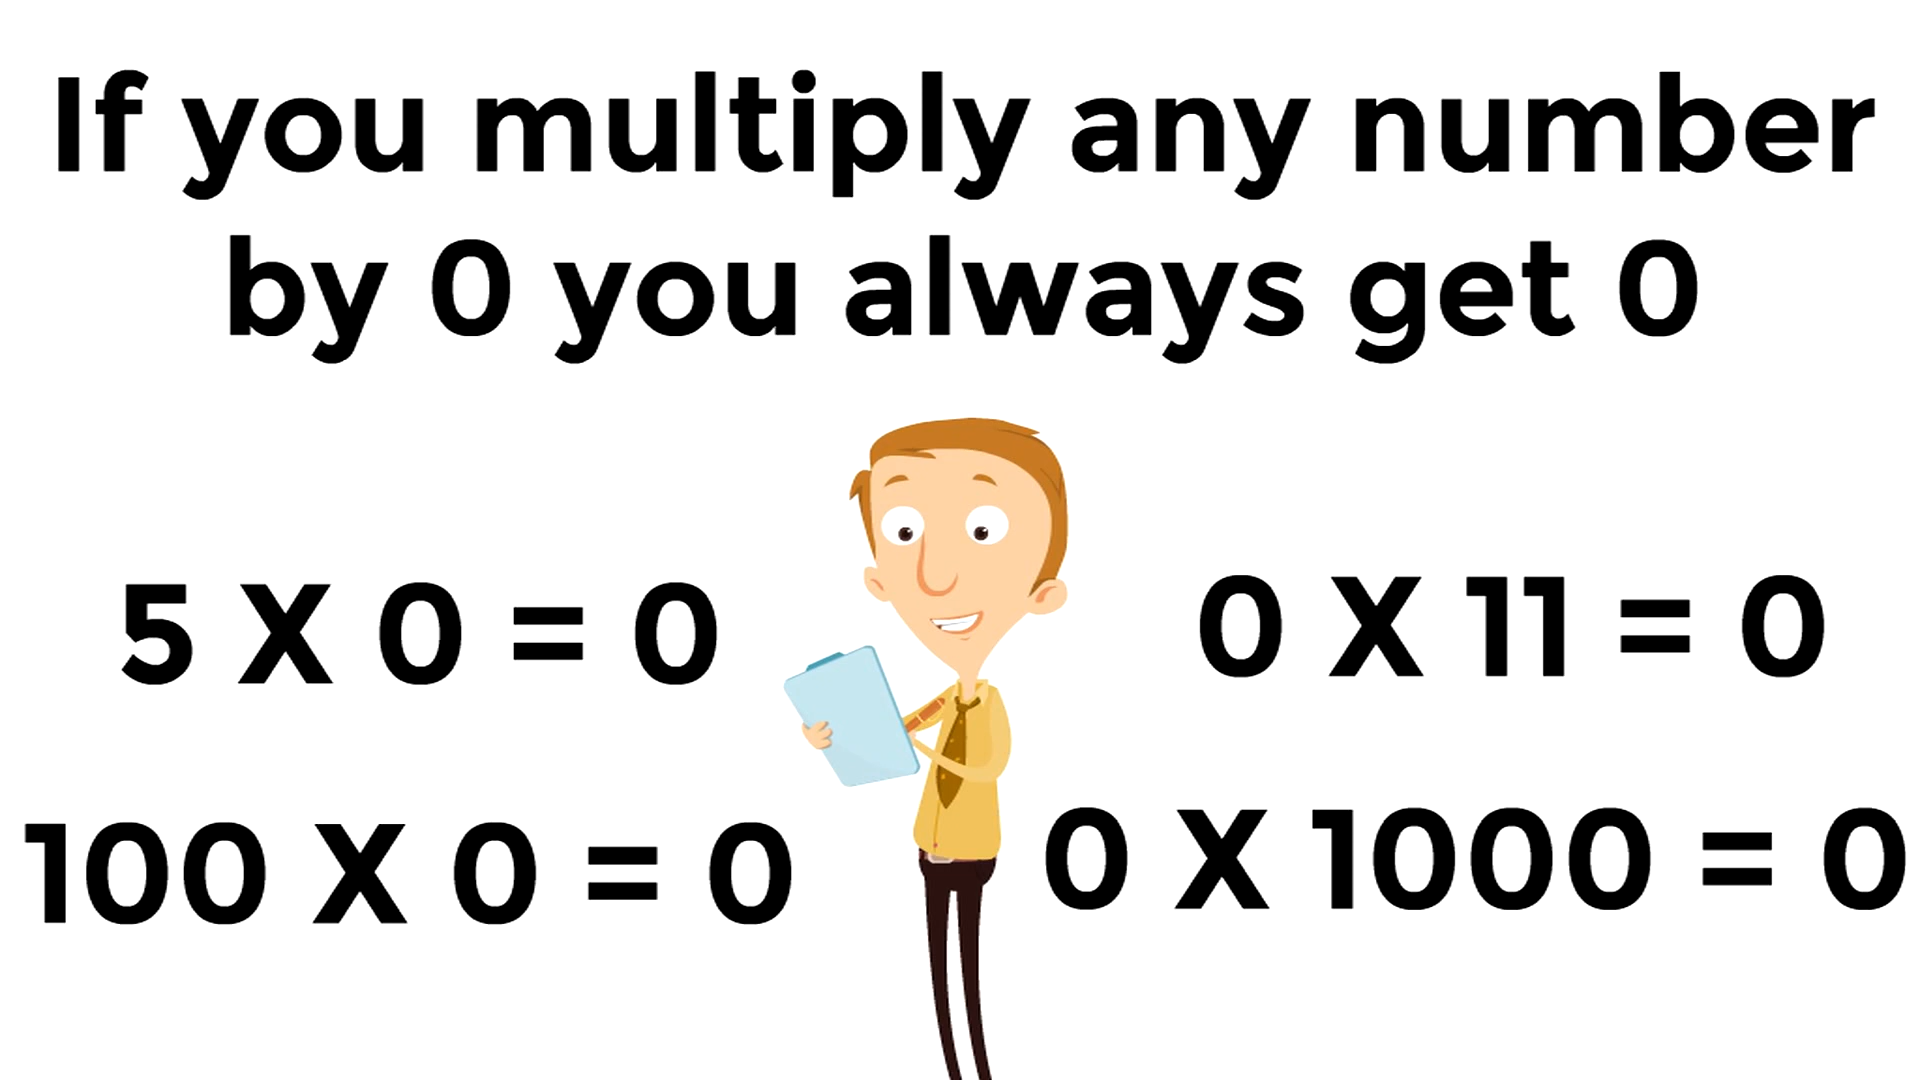 If you multiply any number
by 0 you always get 0
5 X 0 = 0
0 X 11 = 0
100 X 0 = 0
0 X 1000 = 0